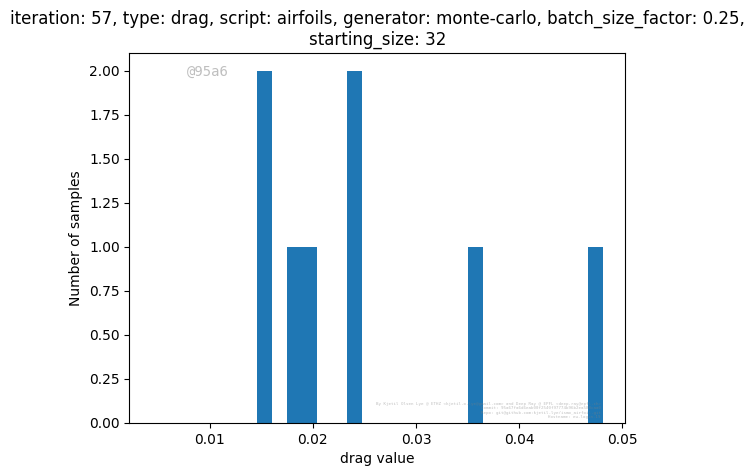 iteration: 57, type: drag, script: airfoils, generator: monte-carlo, batch_size_factor: 0.25,
starting_size: 32
@95a6
2.00
1.75
1.50
1.25
1.00
0.75
0.50
0.25
0.00
Number of samples
0.01
0.02
0.03
0.04
0.05
drag value